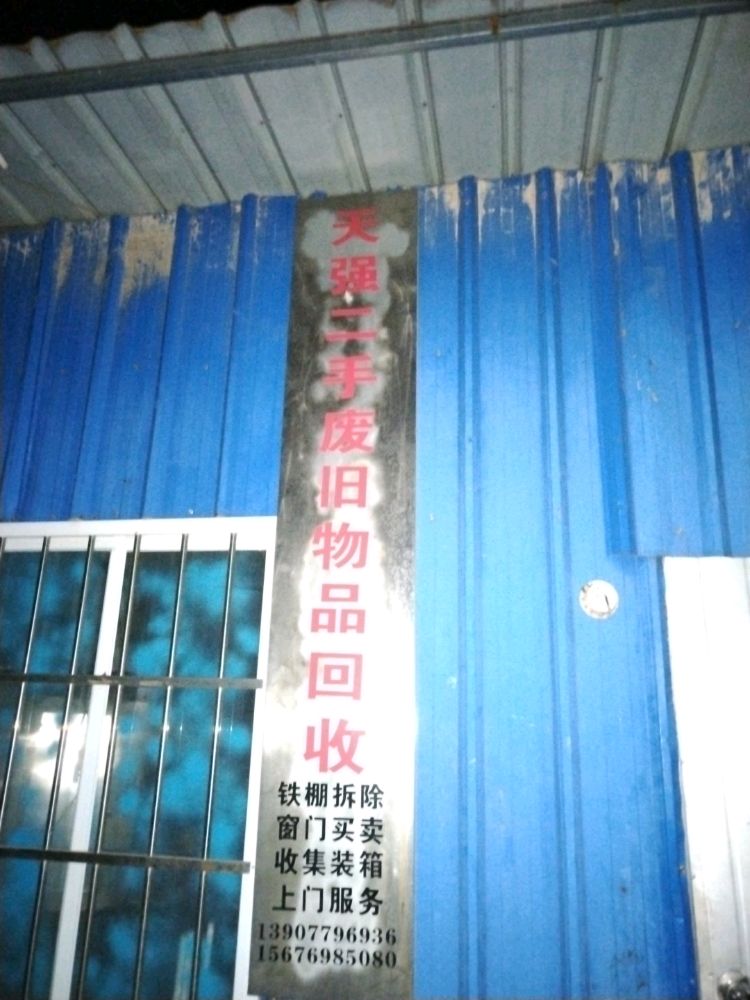 天强二手废旧物品回收
铁棚拆除
窗门买卖
收集装箱
上门服务
13907796936
15676985080